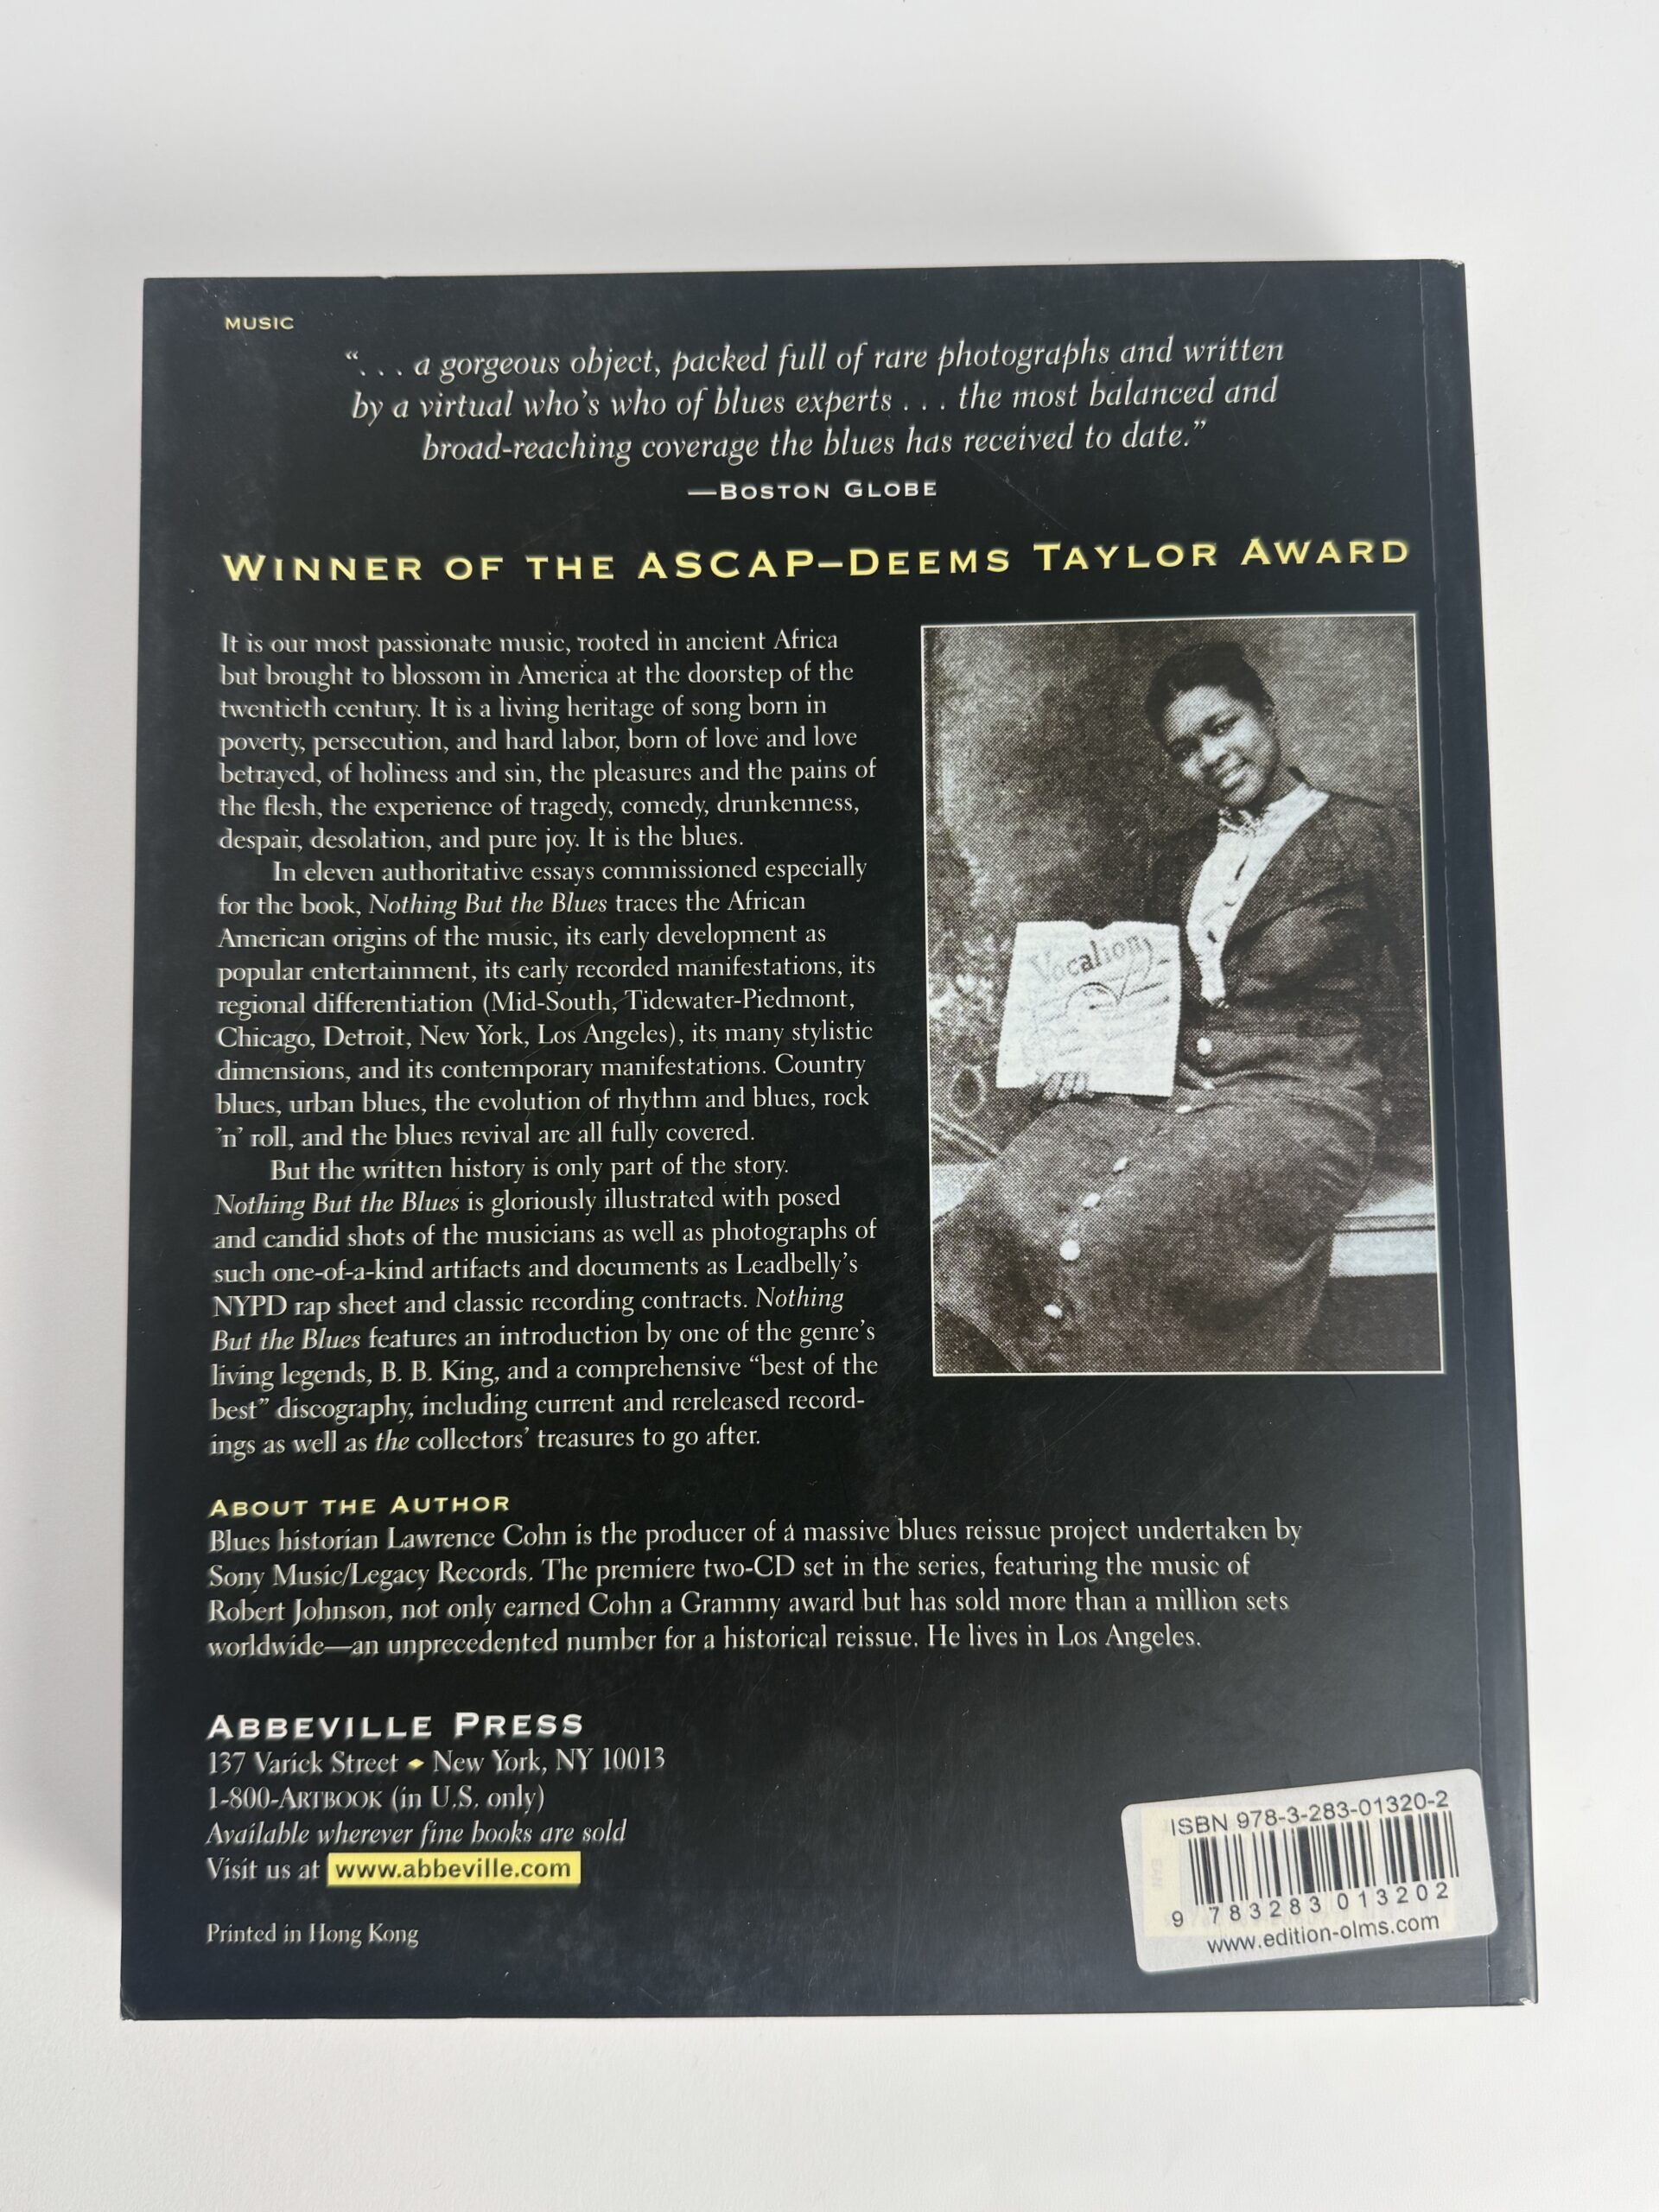 MUSIC
“. . . a gorgeous object, packed full of rare photographs and written
by a virtual who’s who of blues experts . . . the most balanced and
broad-reaching coverage the blues has received to date.”
—BOSTON GLOBE
WINNER OF THE ASCAP–DEEMS TAYLOR AWARD
It is our most passionate music, rooted in ancient Africa
but brought to blossom in America at the doorstep of the
twentieth century. It is a living heritage of song born in
poverty, persecution, and hard labor, born of love and love
betrayed, of holiness and sin, the pleasures and the pains of
the flesh, the experience of tragedy, comedy, drunkenness,
despair, desolation, and pure joy. It is the blues.
In eleven authoritative essays commissioned especially
for the book, Nothing But the Blues traces the African
American origins of the music, its early development as
popular entertainment, its early recorded manifestations, its
regional differentiation (Mid-South, Tidewater-Piedmont,
Chicago, Detroit, New York, Los Angeles), its many stylistic
dimensions, and its contemporary manifestations. Country
blues, urban blues, the evolution of rhythm and blues, rock
’n’ roll, and the blues revival are all fully covered.
But the written history is only part of the story.
Nothing But the Blues is gloriously illustrated with posed
and candid shots of the musicians as well as photographs of
such one-of-a-kind artifacts and documents as Leadbelly’s
NYPD rap sheet and classic recording contracts. Nothing
But the Blues features an introduction by one of the genre’s
living legends, B. B. King, and a comprehensive “best of the
best” discography, including current and rereleased record-
ings as well as the collectors’ treasures to go after.
Vocalion
ABOUT THE AUTHOR
Blues historian Lawrence Cohn is the producer of a massive blues reissue project undertaken by
Sony Music/Legacy Records. The premiere two-CD set in the series, featuring the music of
Robert Johnson, not only earned Cohn a Grammy award but has sold more than a million sets
worldwide—an unprecedented number for a historical reissue. He lives in Los Angeles.
ABBEVILLE PRESS
137 Varick Street ◆ New York, NY 10013
1-800-ARTBOOK (in U.S. only)
Available wherever fine books are sold
Visit us at www.abbeville.com
Printed in Hong Kong
ISBN 978-3-283-01320-2
EAN
9 783283 013202
www.edition-olms.com